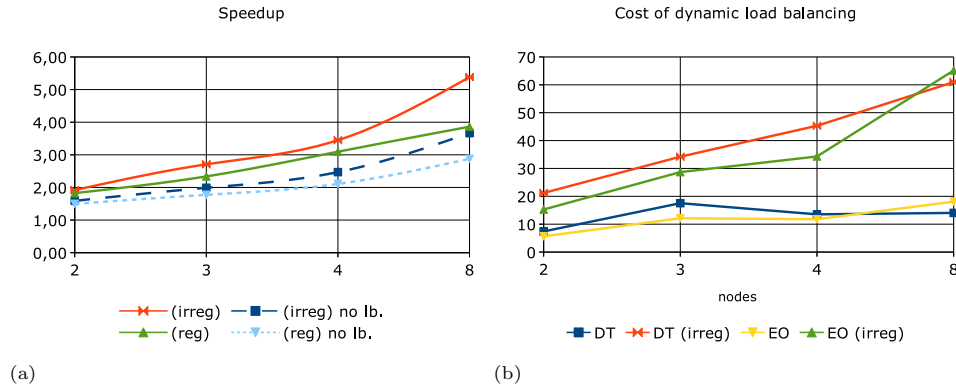 Speedup
6,00
5,00
4,00
3,00
2,00
1,00
0,00
2 3 4 8
(irreg) (irreg) no lb.
(reg) (reg) no lb.
(a)
Cost of dynamic load balancing
70
60
50
40
30
20
10
0
2 3 4 8
nodes
DT DT (irreg) EO EO (irreg)
(b)